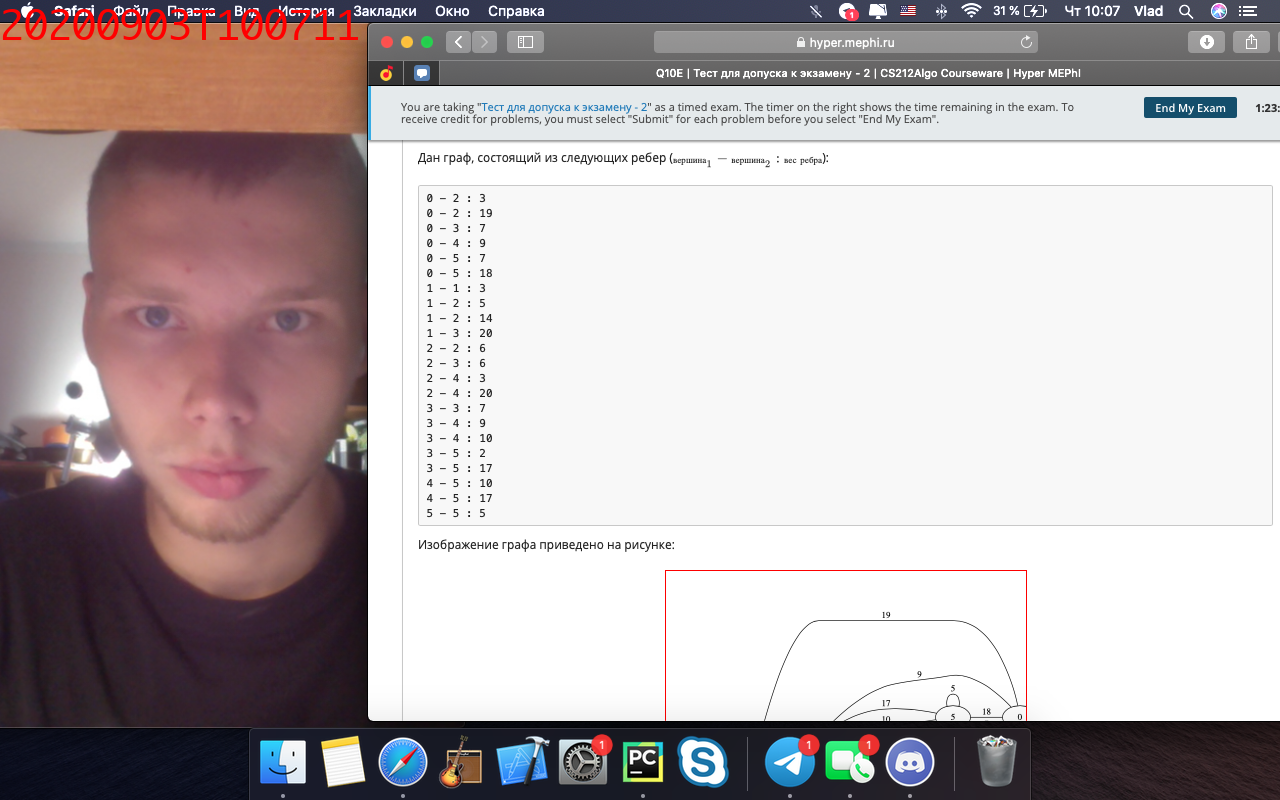 20200903T100711
Safari Файл Правка Вид История Закладки Окно Справка
1
31 % Чт 10:07 Vlad
hyper.mephi.ru
Q10E | Тест для допуска к экзамену - 2 | CS212Algo Courseware | Hyper MEPhI
You are taking "Тест для допуска к экзамену - 2" as a timed exam. The timer on the right shows the time remaining in the exam. To
receive credit for problems, you must select "Submit" for each problem before you select "End My Exam".
End My Exam
1:23:
Дан граф, состоящий из следующих ребер (вершина1 − вершина2 : вес ребра):
0 – 2 : 3
0 – 2 : 19
0 – 3 : 7
0 – 4 : 9
0 – 5 : 7
0 – 5 : 18
1 – 1 : 3
1 – 2 : 5
1 – 2 : 14
1 – 3 : 20
2 – 2 : 6
2 – 3 : 6
2 – 4 : 3
2 – 4 : 20
3 – 3 : 7
3 – 4 : 9
3 – 4 : 10
3 – 5 : 2
3 – 5 : 17
4 – 5 : 10
4 – 5 : 17
5 – 5 : 5
Изображение графа приведено на рисунке:
19
9
5
17
18
10
5
0
1
PC
1
1